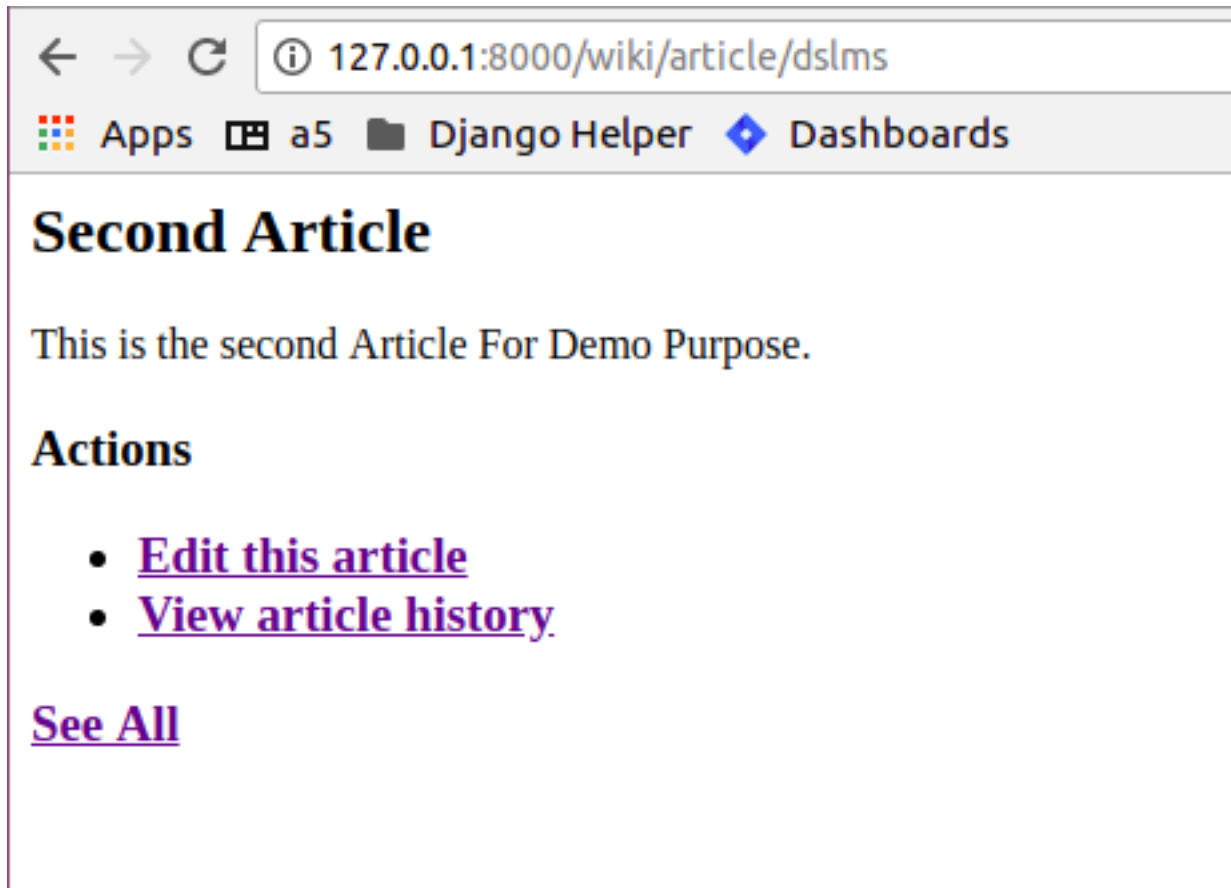 127.0.0.1:8000/wiki/article/dslms
Apps a5 Django Helper Dashboards
Second Article
This is the second Article For Demo Purpose.
Actions
Edit this article
View article history
See All